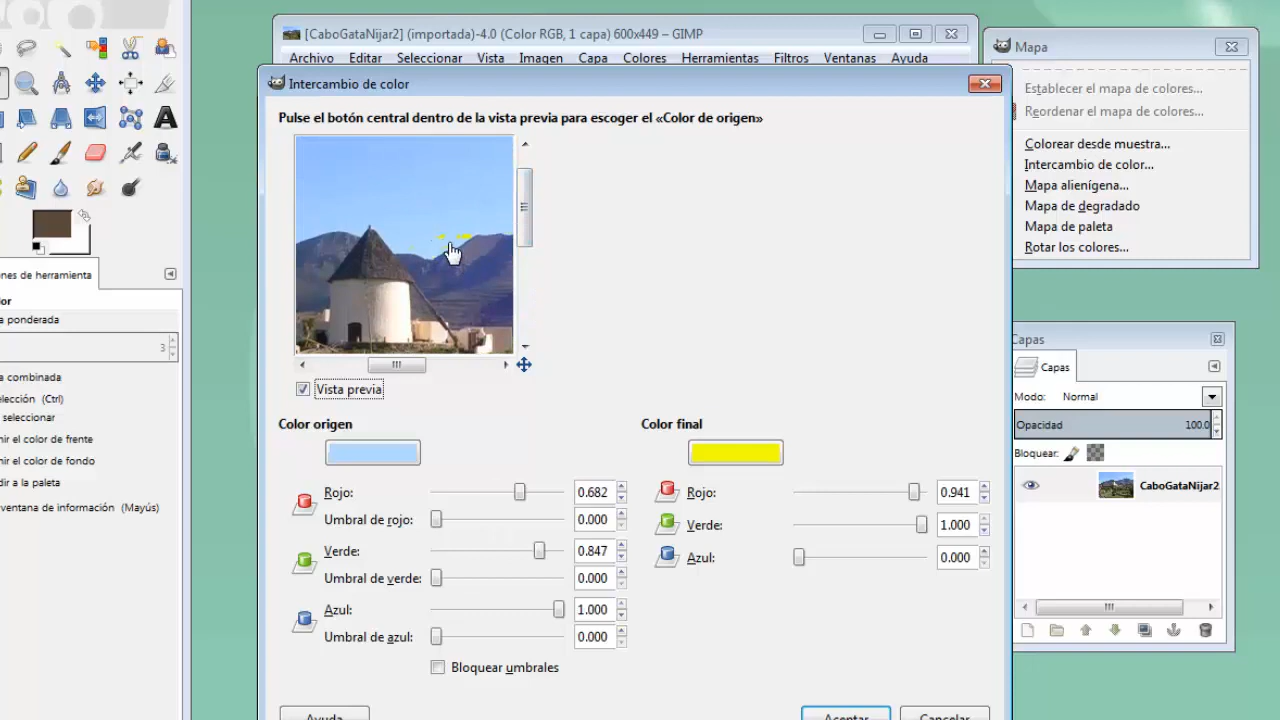 [CaboGataNijar2] (importada)-4.0 (Color RGB, 1 capa) 600x449 – GIMP
Archivo Editar Seleccionar Vista Imagen Capa Colores Herramientas Filtros Ventanas Ayuda
Intercambio de color
Pulse el botón central dentro de la vista previa para escoger el «Color de origen»
Vista previa
Color origen
Rojo: 0.682
Umbral de rojo: 0.000
Verde: 0.847
Umbral de verde: 0.000
Azul: 1.000
Umbral de azul: 0.000
Bloquear umbrales
Color final
Rojo: 0.941
Verde: 1.000
Azul: 0.000
Ayuda Aceptar Cancelar
Mapa
Establecer el mapa de colores...
Reordenar el mapa de colores...
Colorear desde muestra...
Intercambio de color...
Mapa alienígena...
Mapa de degradado
Mapa de paleta
Rotar los colores...
Capas
Capas
Modo: Normal
Opacidad 100.0
Bloquear:
CaboGataNijar2
nes de herramienta
lor
a ponderada
3
a combinada
elección (Ctrl)
seleccionar
nir el color de frente
nir el color de fondo
dir a la paleta
ventana de información (Mayús)